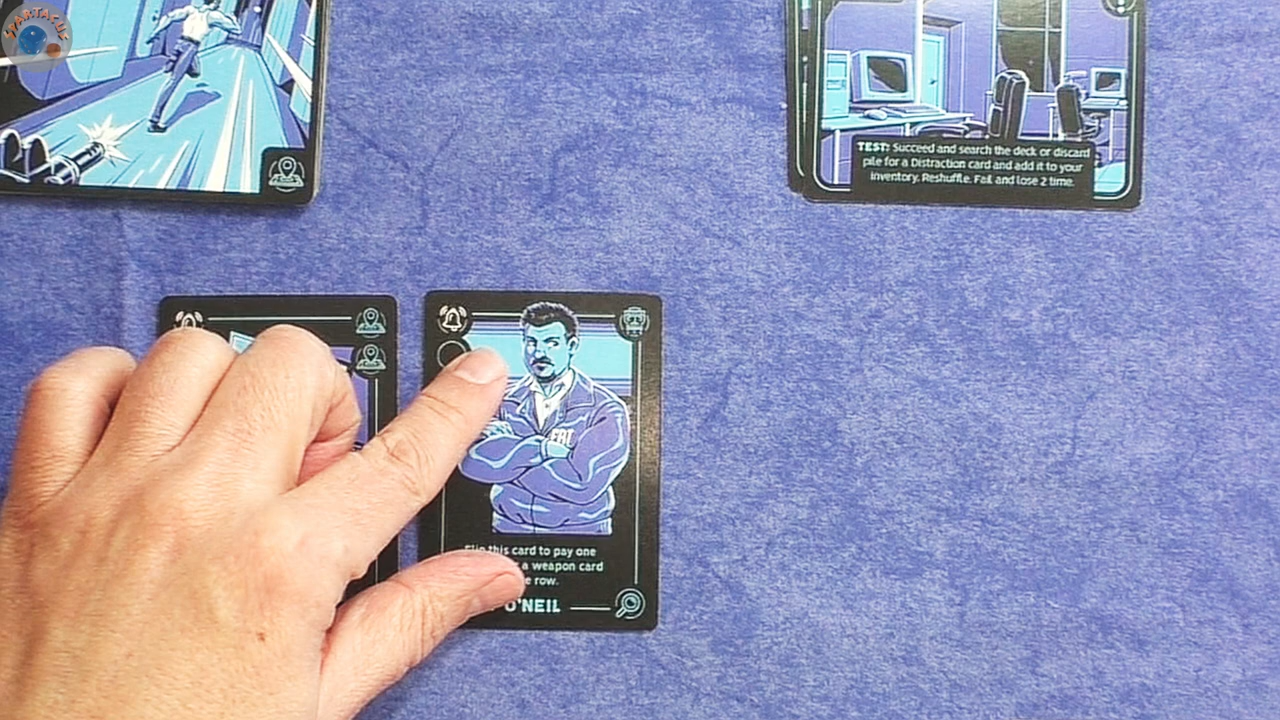 SPARTACUS
TEST: Succeed and search the deck or discard
pile for a Distraction card and add it to your
inventory. Reshuffle. Fail and lose 2 time.
FBI
Flip this card to pay one
a weapon card
row.
O'NEIL